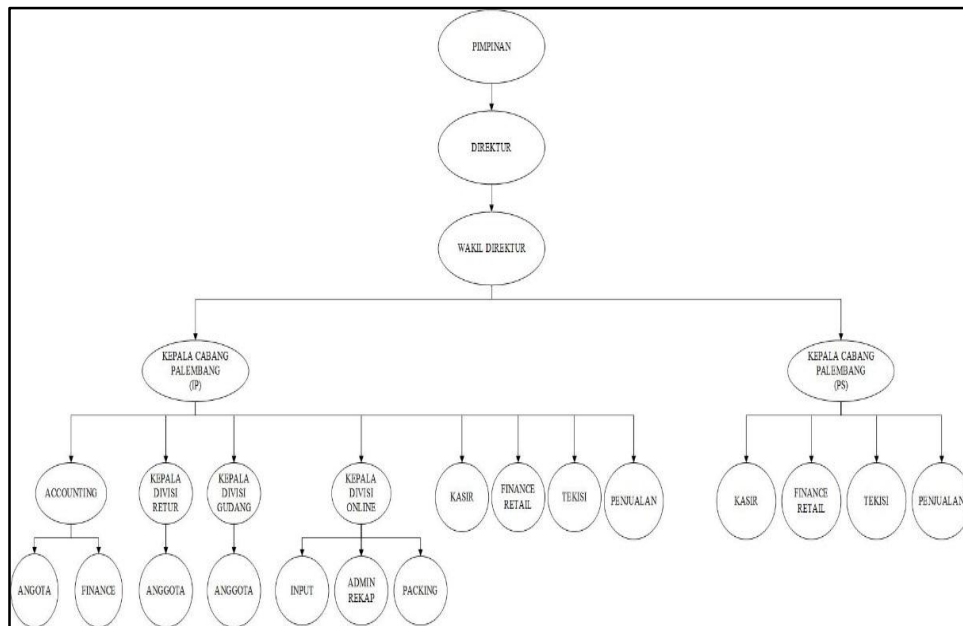 PIMPINAN
DIREKTUR
WAKIL DIREKTUR
KEPALA CABANG
PALEMBANG
(IP)
KEPALA CABANG
PALEMBANG
(PS)
ACCOUNTING
KEPALA
DIVISI
RETUR
KEPALA
DIVISI
GUDANG
KEPALA
DIVISI
ONLINE
KASIR
FINANCE
RETAIL
TEKISI
PENJUALAN
KASIR
FINANCE
RETAIL
TEKISI
PENJUALAN
ANGOTA
FINANCE
ANGGOTA
ANGGOTA
INPUT
ADMIN
REKAP
PACKING